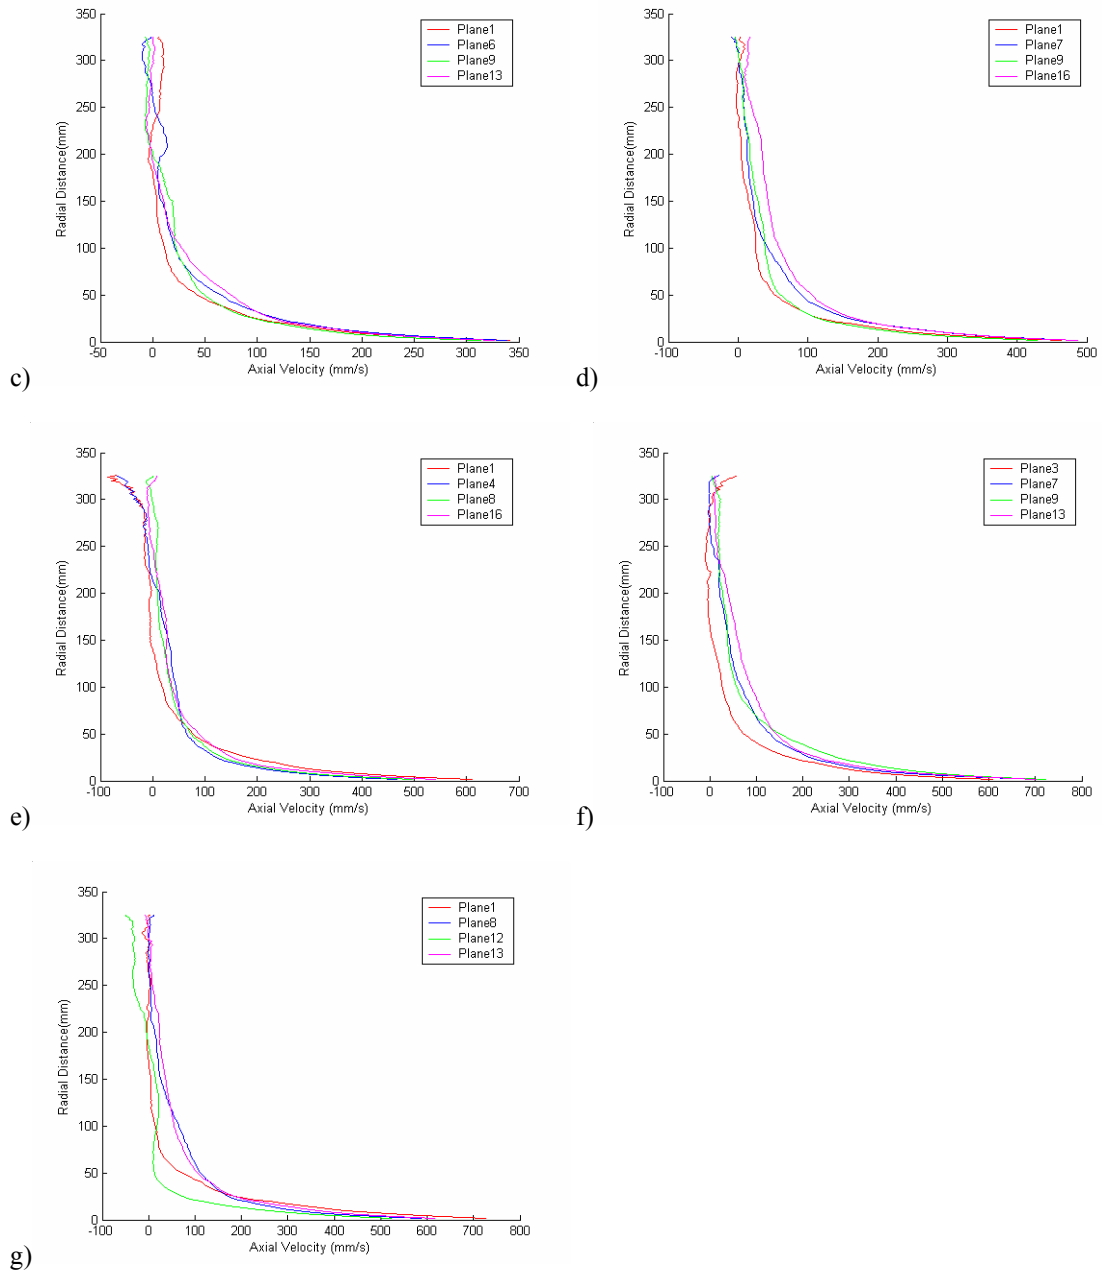 350
300
250
200
150
100
50
0
Radial Distance(mm)
-50 0 50 100 150 200 250 300 350
Axial Velocity (mm/s)
Plane1
Plane6
Plane9
Plane13
c)
350
300
250
200
150
100
50
0
Radial Distance(mm)
-100 0 100 200 300 400 500
Axial Velocity (mm/s)
Plane1
Plane7
Plane9
Plane16
d)
350
300
250
200
150
100
50
0
Radial Distance(mm)
-100 0 100 200 300 400 500 600 700
Axial Velocity (mm/s)
Plane1
Plane4
Plane8
Plane16
e)
350
300
250
200
150
100
50
0
Radial Distance(mm)
-100 0 100 200 300 400 500 600 700 800
Axial Velocity (mm/s)
Plane3
Plane7
Plane9
Plane13
f)
350
300
250
200
150
100
50
0
Radial Distance(mm)
-100 0 100 200 300 400 500 600 700 800
Axial Velocity (mm/s)
Plane1
Plane8
Plane12
Plane13
g)